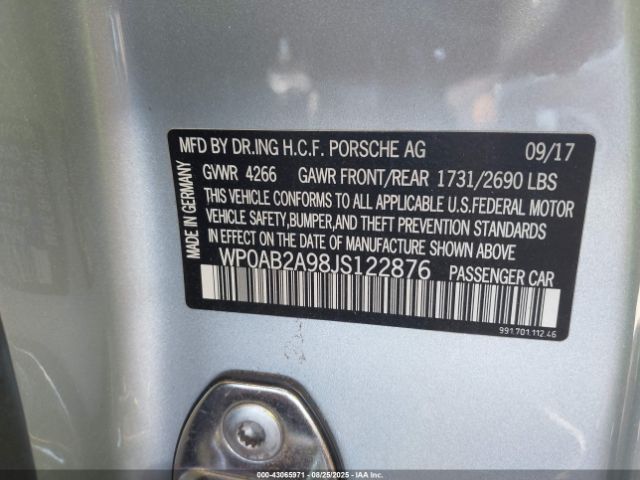 MFD BY DR.ING H.C.F. PORSCHE AG 09/17
GVWR 4266 GAWR FRONT/REAR 1731/2690 LBS
THIS VEHICLE CONFORMS TO ALL APPLICABLE U.S.FEDERAL MOTOR
VEHICLE SAFETY,BUMPER,AND THEFT PREVENTION STANDARDS
IN EFFECT ON THE DATE OF MANUFACTURE SHOWN ABOVE
WP0AB2A98JS122876 PASSENGER CAR
MADE IN GERMANY
991.701.112.46
000-43065971 | 08/25/2025 | IAAI.COM